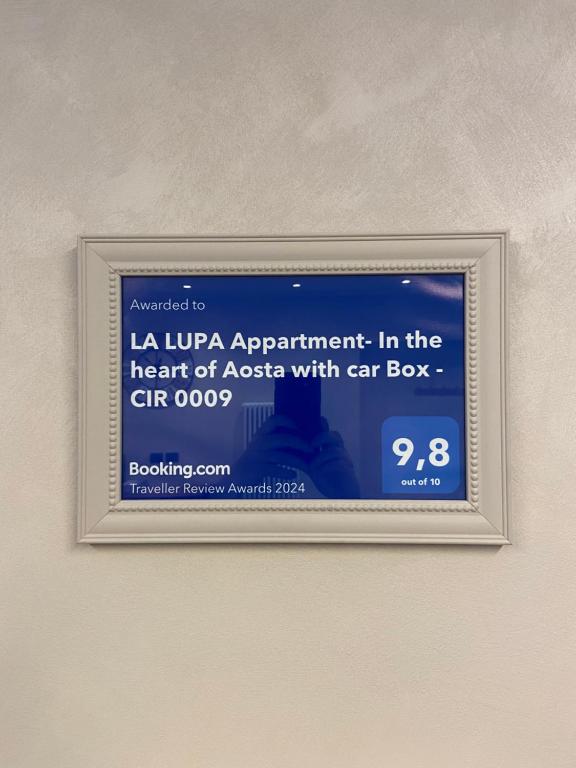 Awarded to
LA LUPA Appartment- In the
heart of Aosta with car Box -
CIR 0009
9,8
out of 10
Booking.com
Traveller Review Awards 2024